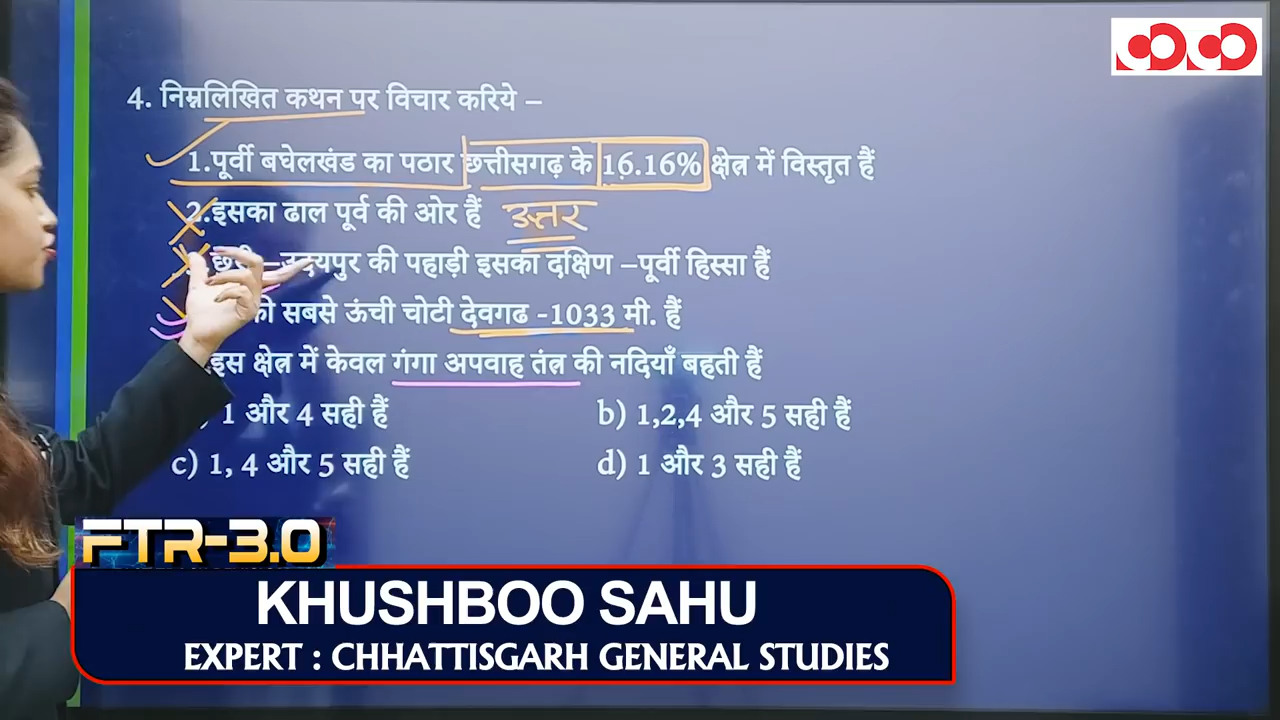 4. निम्नलिखित कथन पर विचार करिये –
1.पूर्वी बघेलखंड का पठार छत्तीसगढ़ के 16.16% क्षेत्र में विस्तृत हैं
2.इसका ढाल पूर्व की ओर हैं उत्तर
–उदयपुर की पहाड़ी इसका दक्षिण –पूर्वी हिस्सा हैं
की सबसे ऊंची चोटी देवगढ -1033 मी. हैं
इस क्षेत्र में केवल गंगा अपवाह तंत्र की नदियाँ बहती हैं
1 और 4 सही हैं
b) 1,2,4 और 5 सही हैं
c) 1, 4 और 5 सही हैं
d) 1 और 3 सही हैं
FTR-3.0
KHUSHBOO SAHU
EXPERT : CHHATTISGARH GENERAL STUDIES